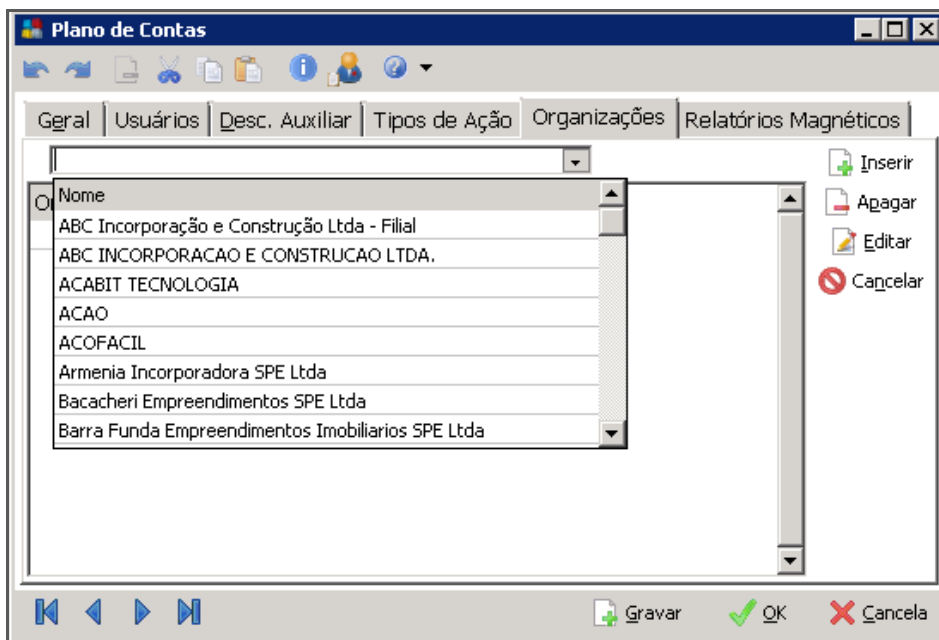 Plano de Contas
Geral Usuários Desc. Auxiliar Tipos de Ação Organizações Relatórios Magnéticos
Inserir
Nome
Apagar
ABC Incorporação e Construção Ltda - Filial
ABC INCORPORACAO E CONSTRUCAO LTDA.
Editar
ACABIT TECNOLOGIA
Cancelar
ACAO
ACOFACIL
Armenia Incorporadora SPE Ltda
Bacacheri Empreendimentos SPE Ltda
Barra Funda Empreendimentos Imobiliarios SPE Ltda
Gravar OK Cancela